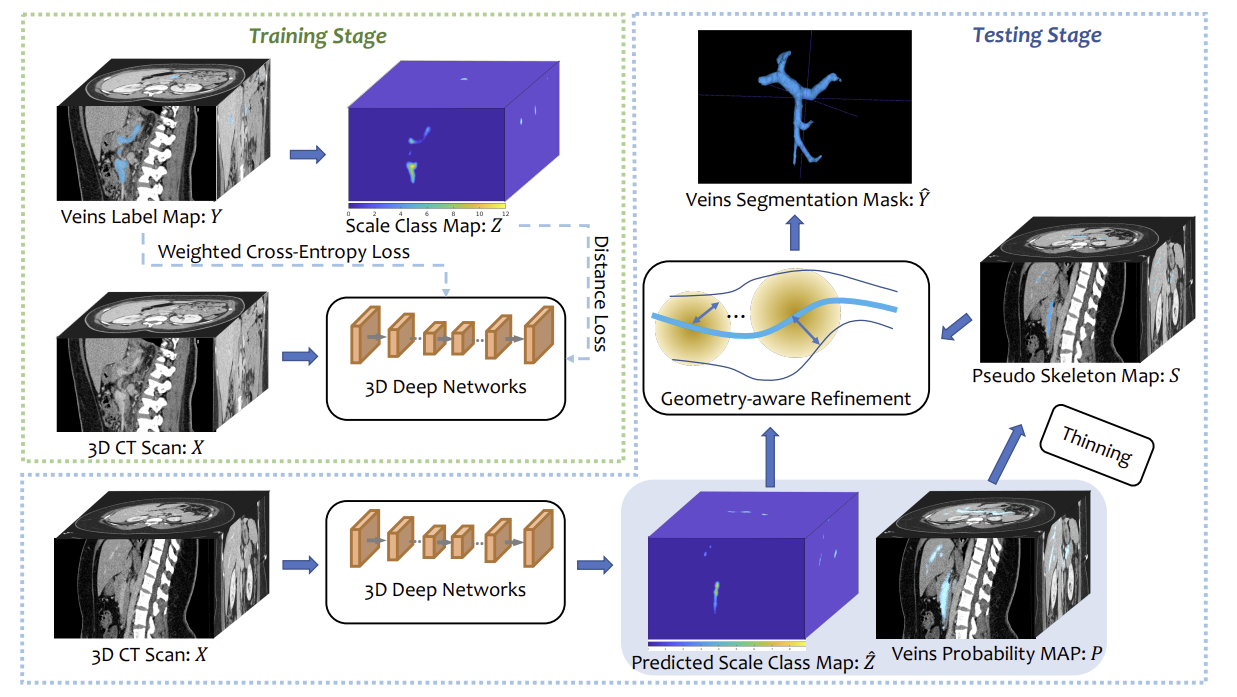 Training Stage
Veins Label Map: Y
0 2 4 6 8 10 12
Scale Class Map: Z
Weighted Cross-Entropy Loss
Distance Loss
3D Deep Networks
3D CT Scan: X
Testing Stage
Veins Segmentation Mask: Ŷ
...
Geometry-aware Refinement
Pseudo Skeleton Map: S
Thinning
3D CT Scan: X
3D Deep Networks
Predicted Scale Class Map: Ẑ
Veins Probability MAP: P